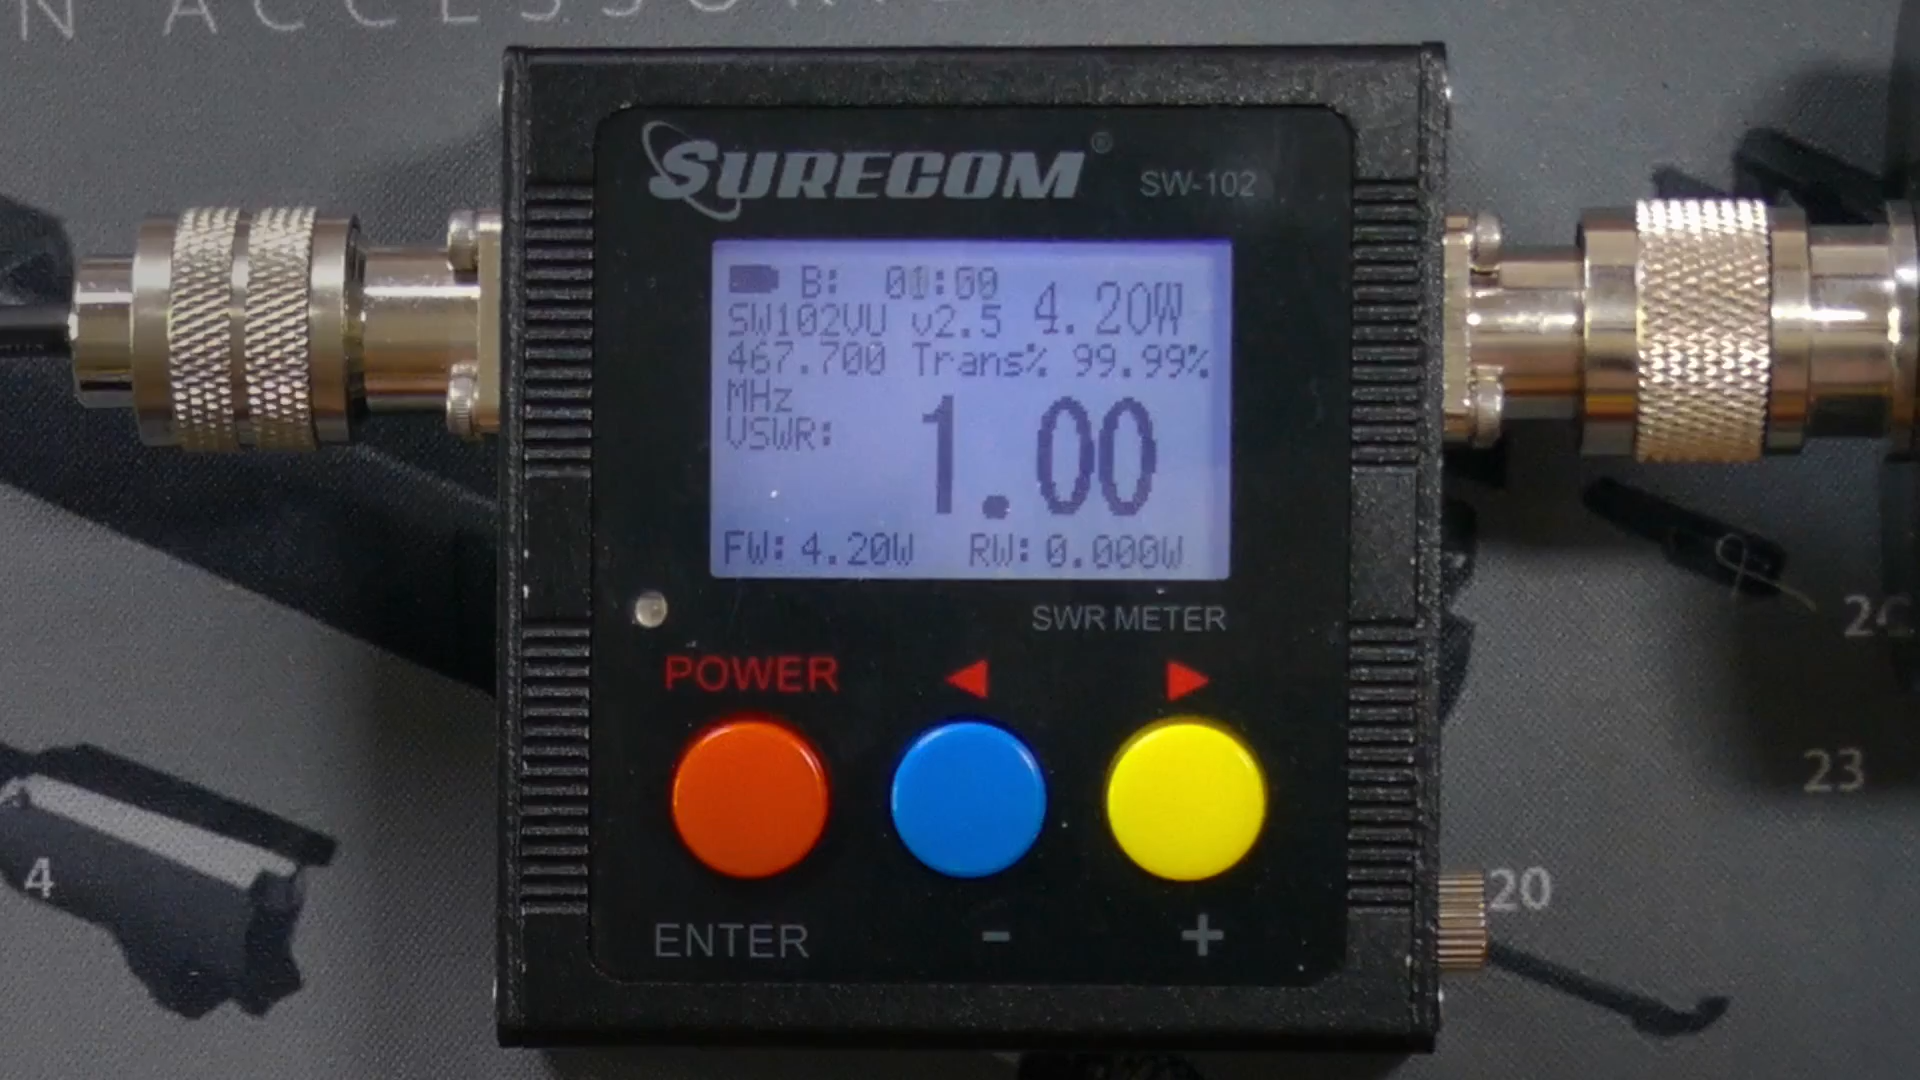 N ACCESSORIE
SURECOM®
SW-102
B: 01:00
4.20W
SW102VU v2.5
467.700 Trans% 99.99%
MHz
VSWR: 1.00
FW: 4.20W RW: 0.000W
SWR METER
POWER ◀ ▶
ENTER - +
4
20
23